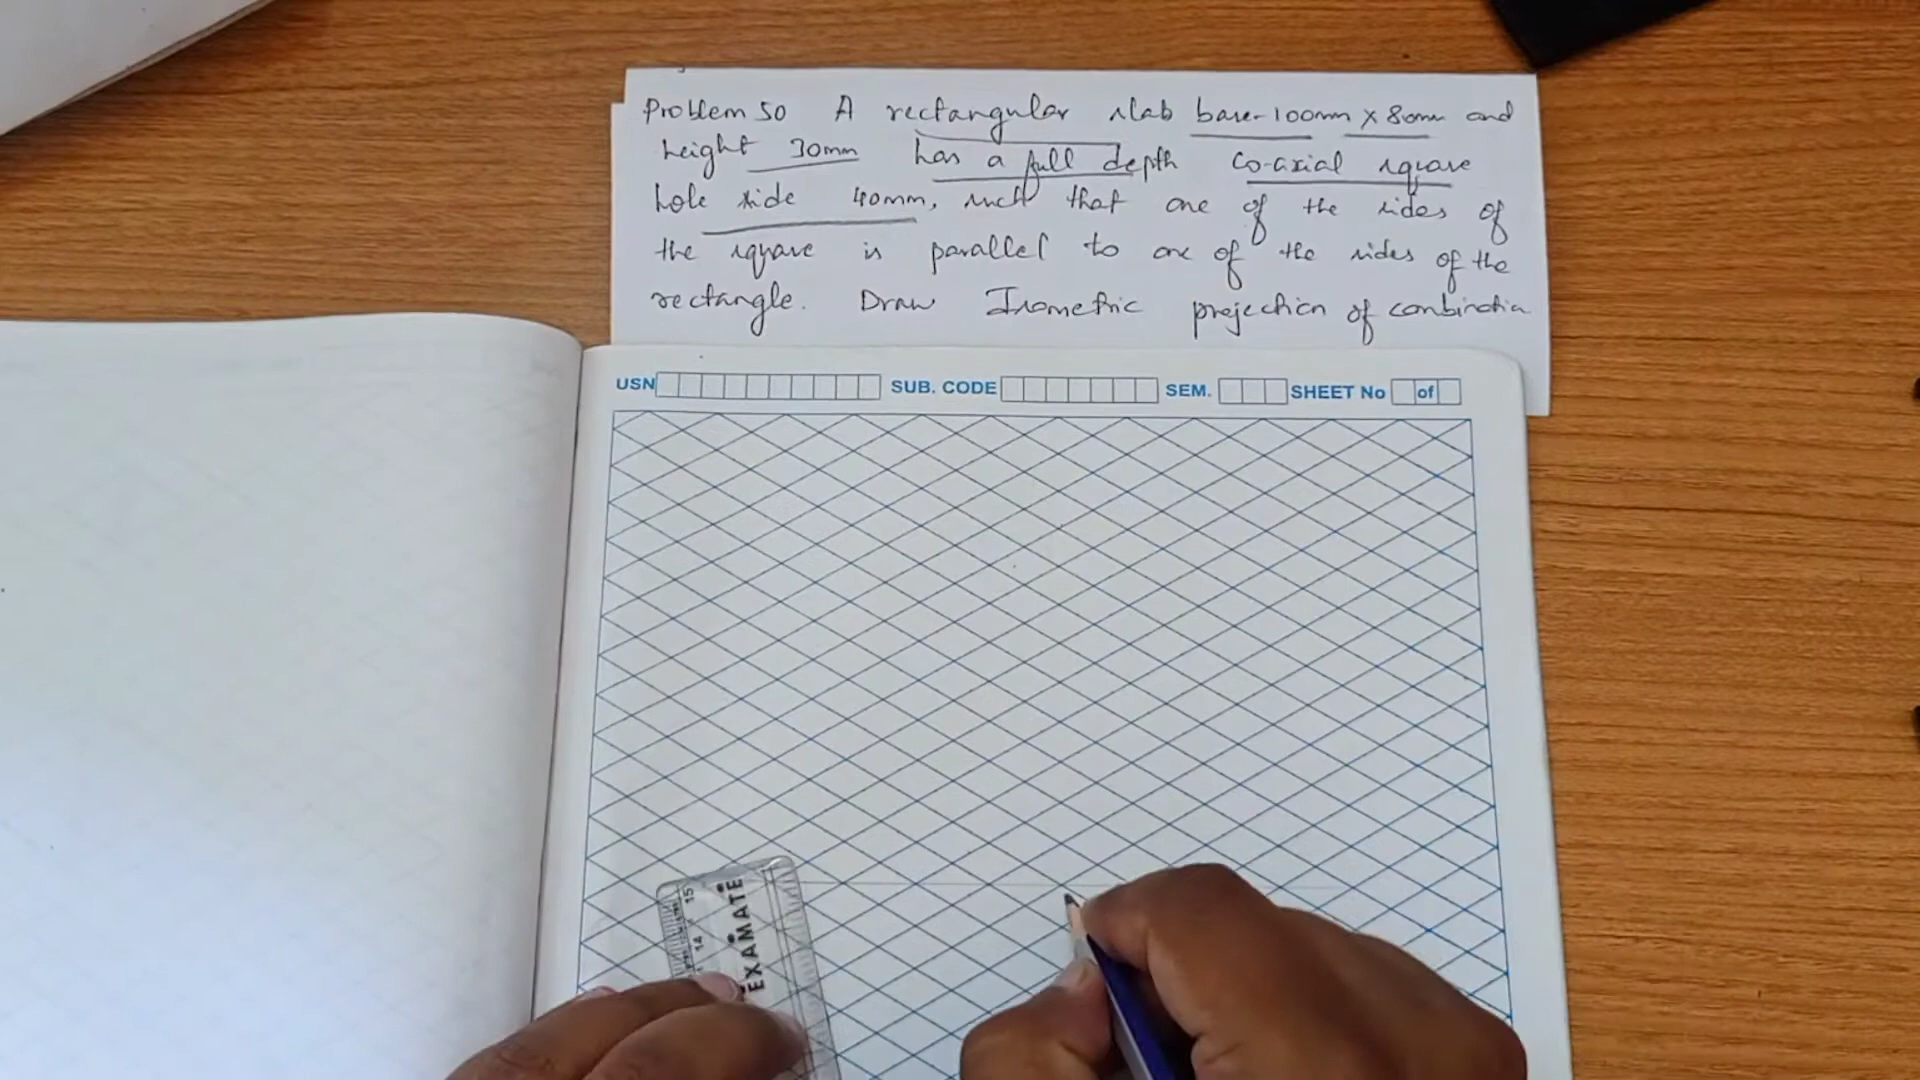 Problem 50 A rectangular slab base 100mm x 80mm and
height 30mm has a full depth Co-axial square
hole side 40mm, such that one of the sides of
the square is parallel to one of the sides of the
rectangle. Draw Isometric projection of combination
USN SUB. CODE SEM. SHEET No of
15
14
EXAMATE